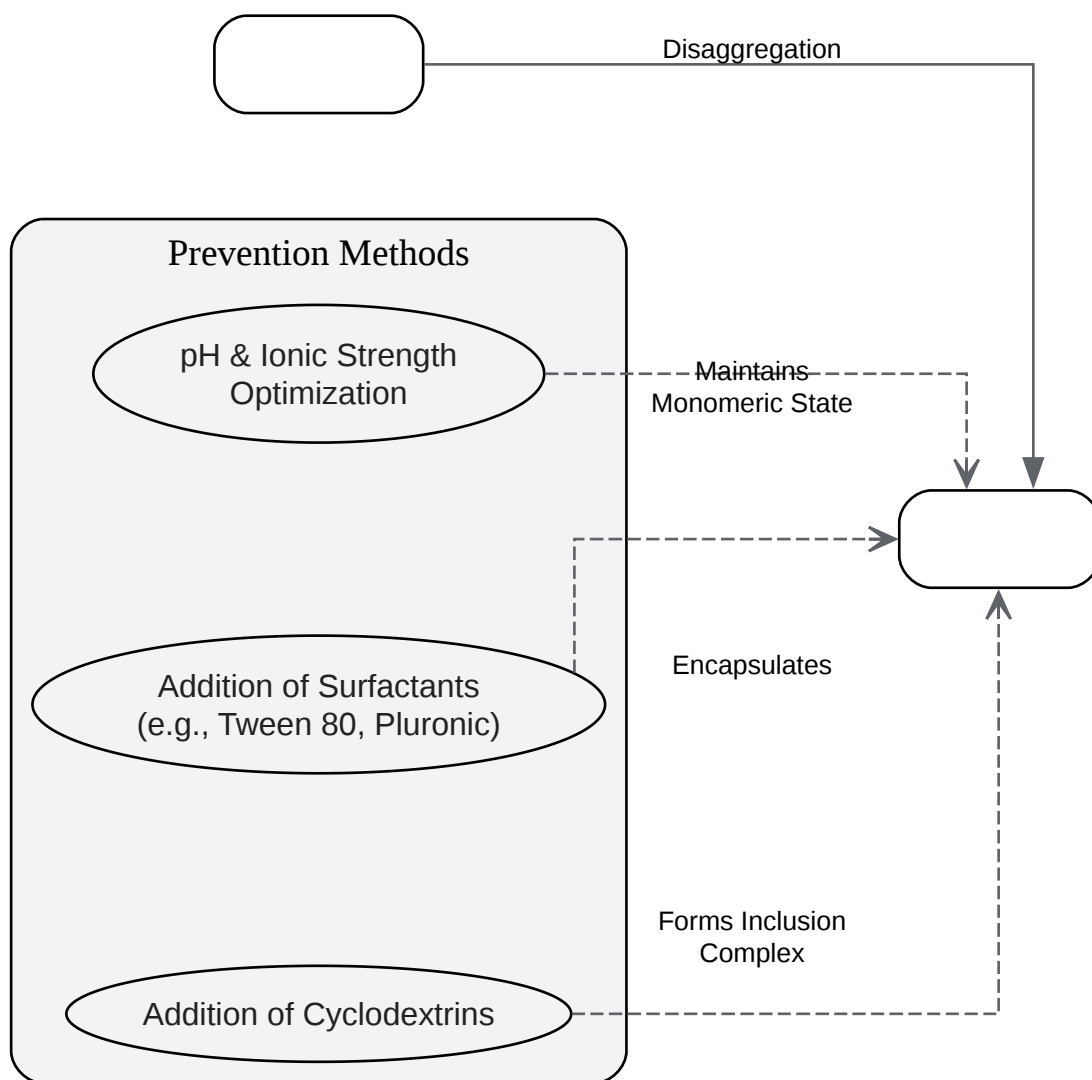 Disaggregation
Prevention Methods
pH & Ionic Strength
Optimization
Maintains
Monomeric State
Addition of Surfactants
(e.g., Tween 80, Pluronic)
Encapsulates
Forms Inclusion
Complex
Addition of Cyclodextrins